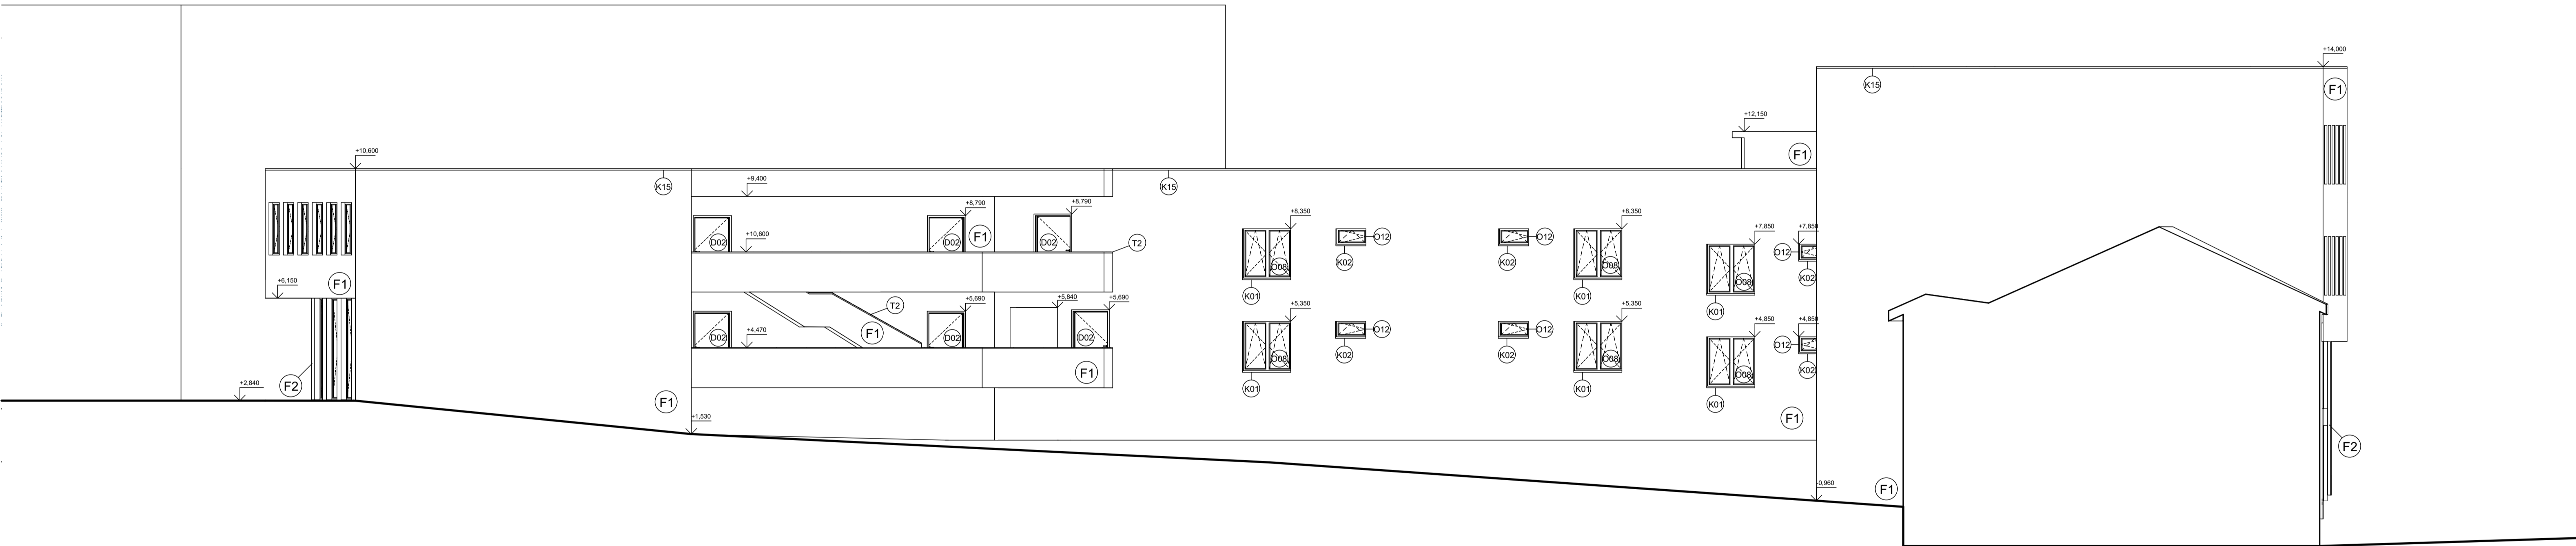 +14,000
K15
F1
+12,150
F1
+10,600
K15
K15
+9,400
+8,790
+8,790
D02
D02
F1
D02
T2
+10,600
+8,350
O12
O08
K02
K01
O12
K02
+8,350
O08
K01
+7,850
+7,850
O12
O08
K02
K01
+6,150
F1
T2
F1
+5,690
+5,840
+5,690
D02
D02
D02
+4,470
F1
+5,350
O12
O08
K02
K01
O12
K02
+5,350
O08
K01
+4,850
+4,850
O12
O08
K02
K01
+2,840
F2
F1
+1,530
F1
F2
-0,960
F1